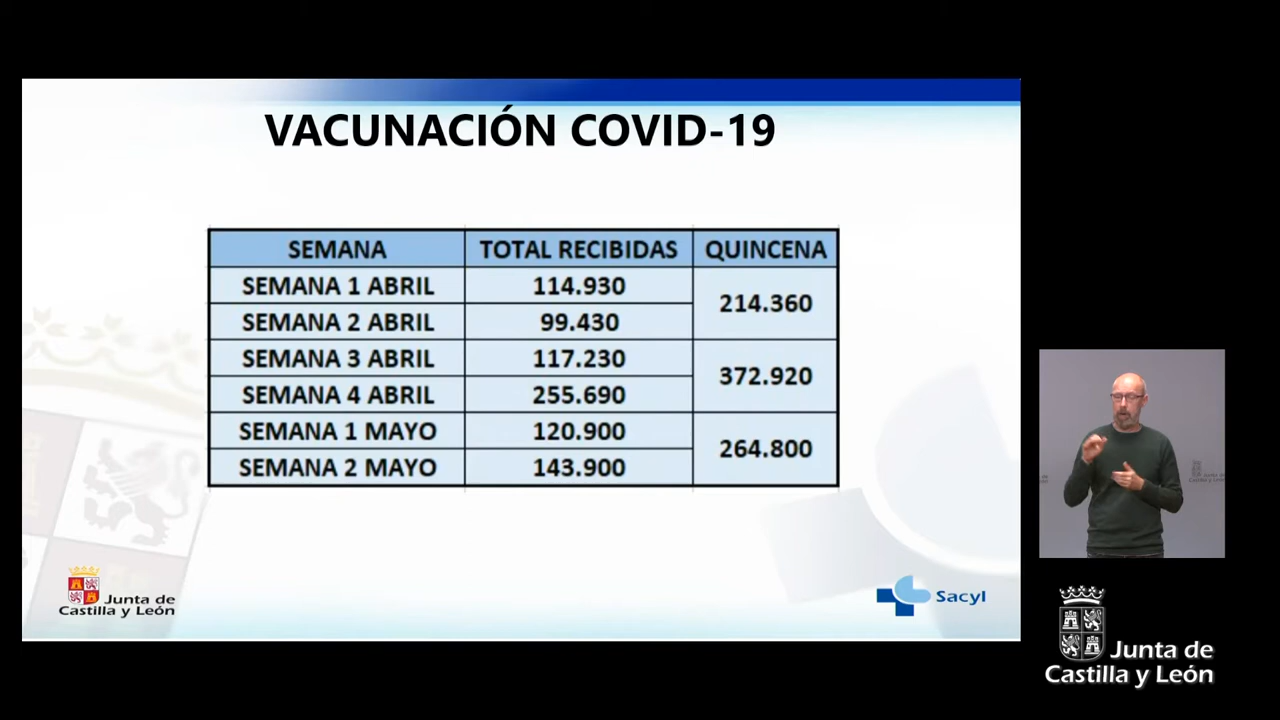 VACUNACIÓN COVID-19
SEMANA TOTAL RECIBIDAS QUINCENA
SEMANA 1 ABRIL 114.930
214.360
SEMANA 2 ABRIL 99.430
SEMANA 3 ABRIL 117.230
372.920
SEMANA 4 ABRIL 255.690
SEMANA 1 MAYO 120.900
264.800
SEMANA 2 MAYO 143.900
Junta de
Castilla y León
Sacyl
Junta de
Castilla y León